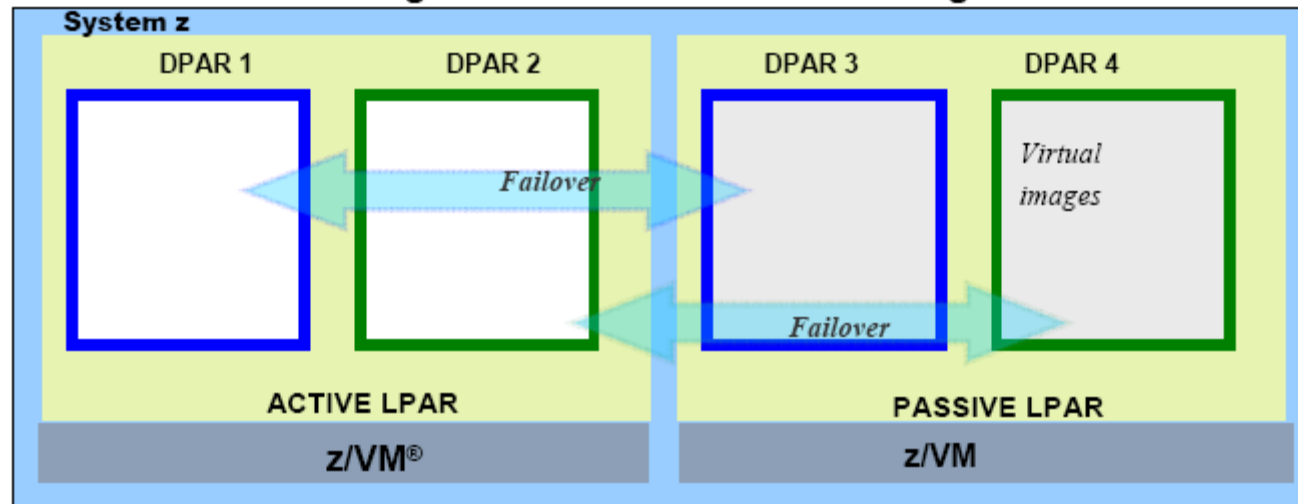 System z
DPAR 1
DPAR 2
DPAR 3
DPAR 4
Virtual
images
Failover
Failover
ACTIVE LPAR
PASSIVE LPAR
z/VM®
z/VM